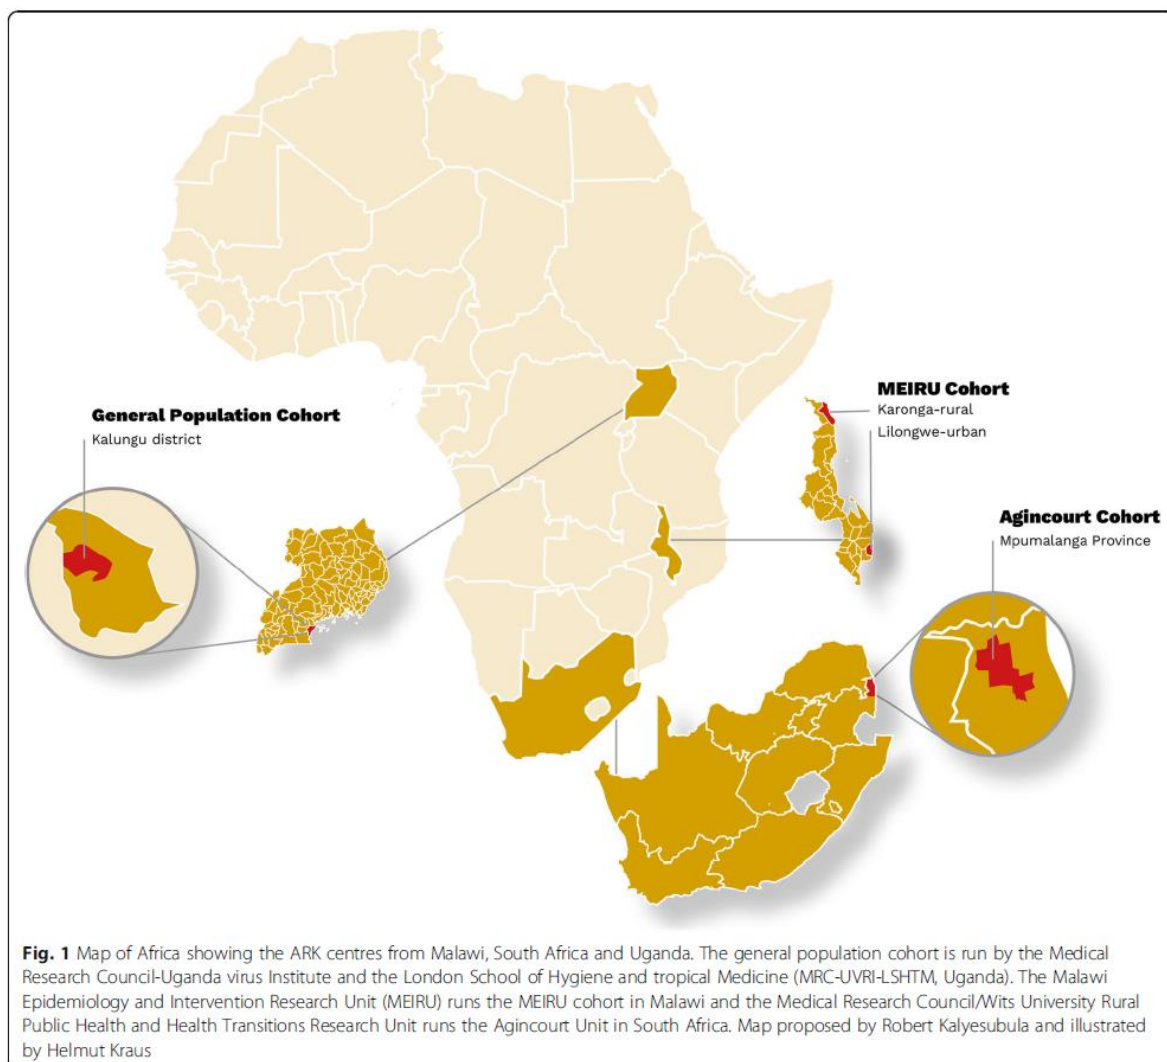 General Population Cohort
Kalungu district
MEIRU Cohort
Karonga-rural
Lilongwe-urban
Agincourt Cohort
Mpumalanga Province
Fig. 1 Map of Africa showing the ARK centres from Malawi, South Africa and Uganda. The general population cohort is run by the Medical
Research Council-Uganda virus Institute and the London School of Hygiene and tropical Medicine (MRC-UVRI-LSHTM, Uganda). The Malawi
Epidemiology and Intervention Research Unit (MEIRU) runs the MEIRU cohort in Malawi and the Medical Research Council/Wits University Rural
Public Health and Health Transitions Research Unit runs the Agincourt Unit in South Africa. Map proposed by Robert Kalyesubula and illustrated
by Helmut Kraus